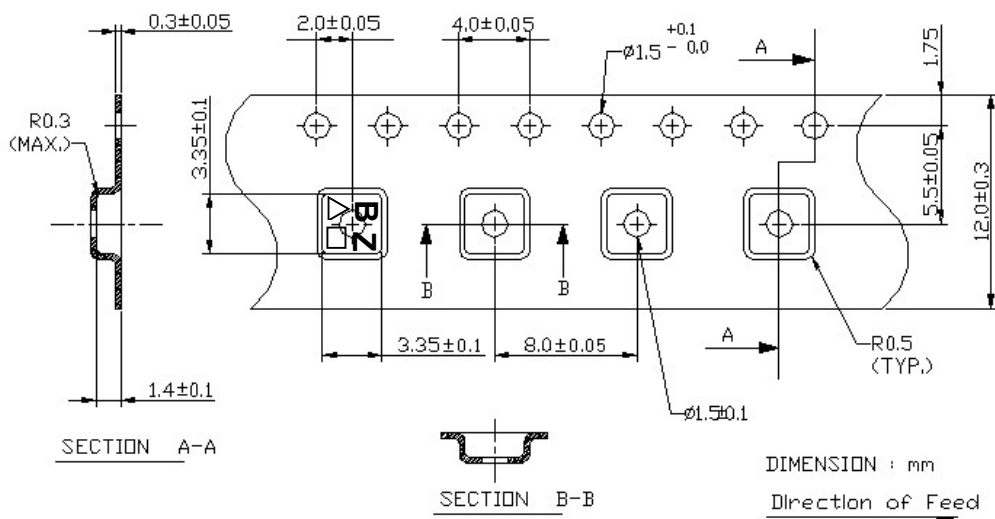 0.3±0.05
2.0±0.05
4.0±0.05
ø1.5 +0.1 - 0.0
A
1.75
R0.3
(MAX.)
3.35±0.1
5.5±0.05
12.0±0.3
B Z
B
B
3.35±0.1
8.0±0.05
A
R0.5
(TYP.)
1.4±0.1
ø1.5±0.1
SECTION A-A
SECTION B-B
DIMENSION : mm
Direction of Feed